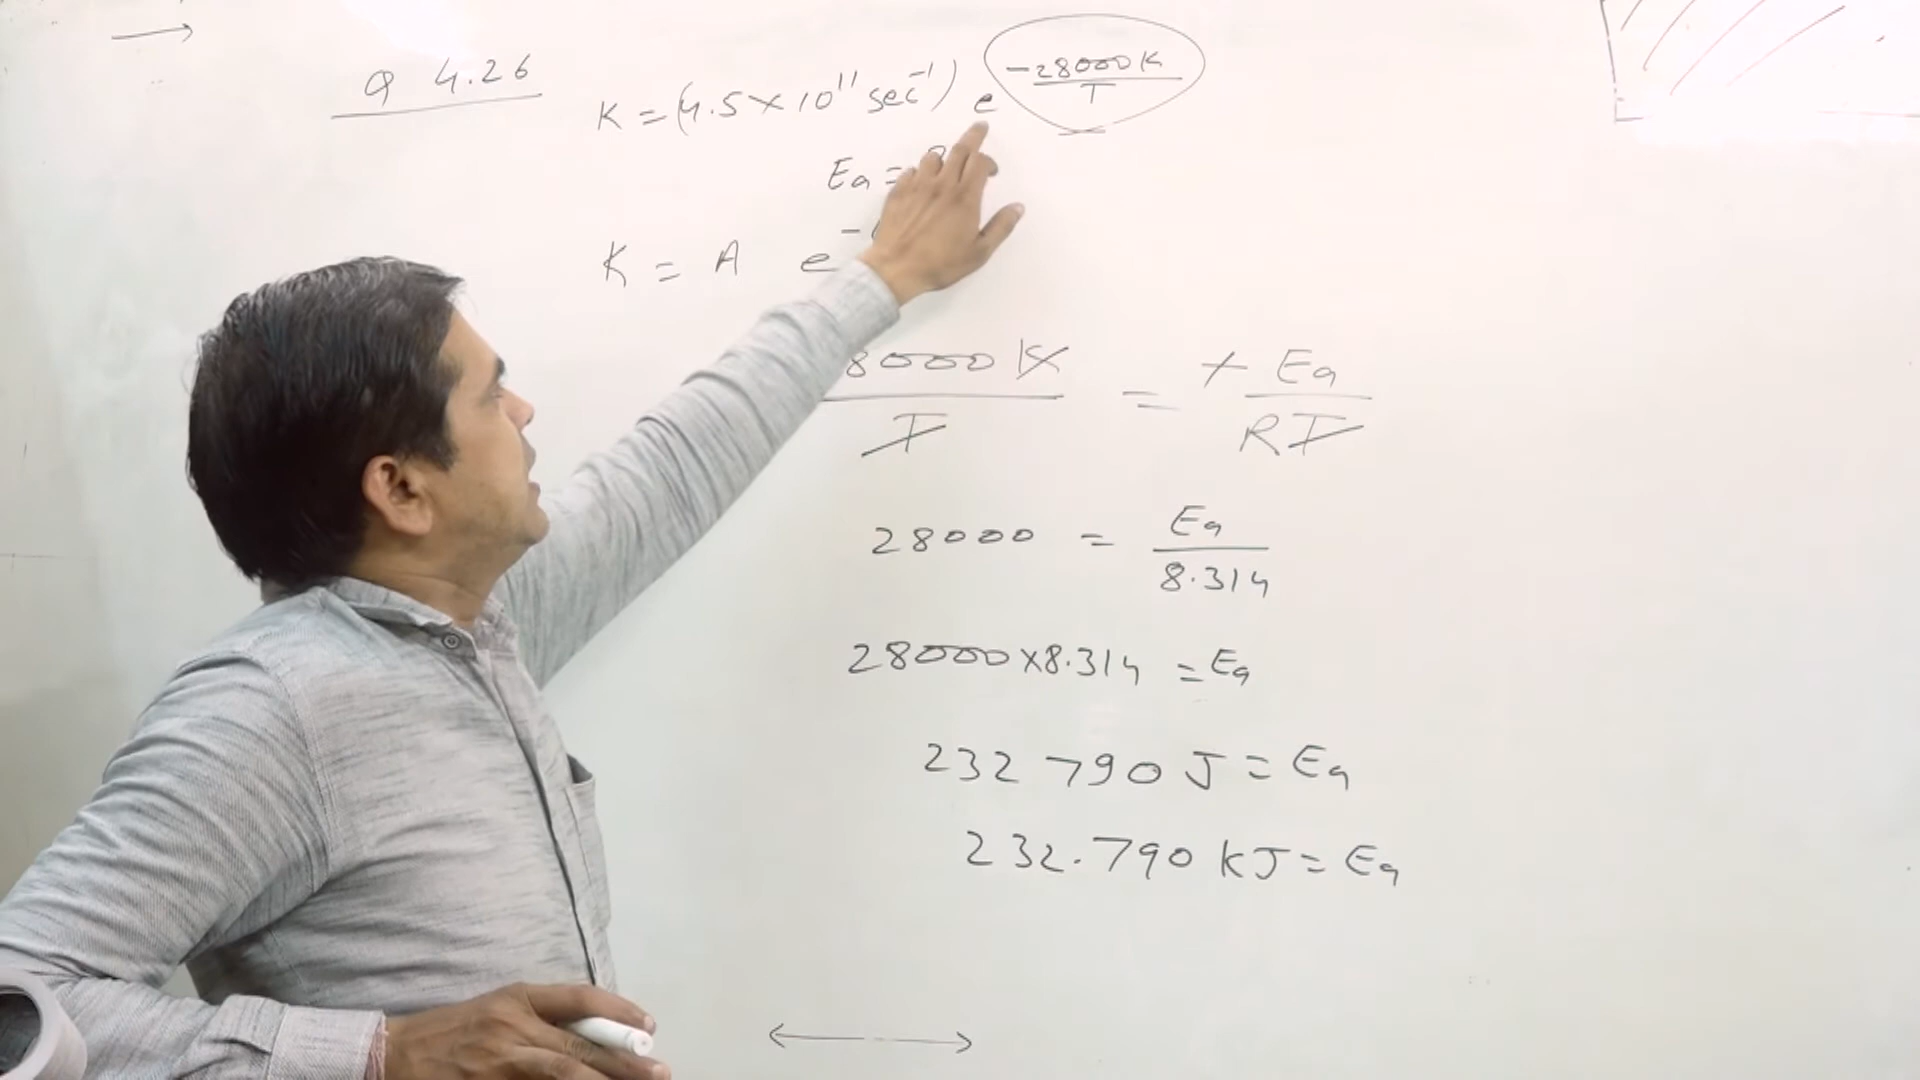 Q 4.26
K = (4.5 × 10¹¹ sec⁻¹) e^(-28000 K / T)
Ea =
K = A e^-
8000 K / T = + Ea / RT
28000 = Ea / 8.314
28000×8.314 = Ea
232 790 J = Ea
232.790 KJ = Ea